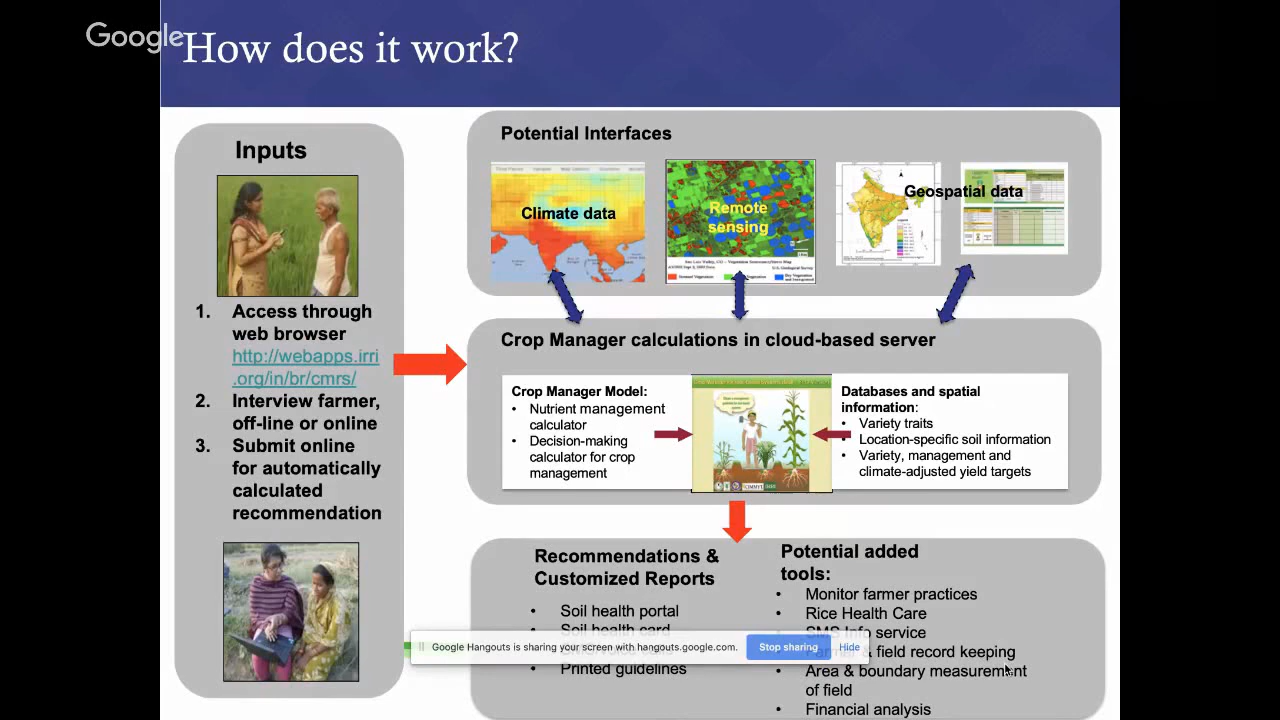 Google
How does it work?
Inputs
1. Access through
web browser
http://webapps.irri
.org/in/br/cmrs/
2. Interview farmer,
off-line or online
3. Submit online
for automatically
calculated
recommendation
Potential Interfaces
Climate data
Remote
sensing
Geospatial data
Crop Manager calculations in cloud-based server
Crop Manager Model:
• Nutrient management
calculator
• Decision-making
calculator for crop
management
Databases and spatial
information:
• Variety traits
• Location-specific soil information
• Variety, management and
climate-adjusted yield targets
Recommendations &
Customized Reports
• Soil health portal
• Soil health card
• Printed guidelines
Potential added
tools:
• Monitor farmer practices
• Rice Health Care
• SMS Info service
• Farmer & field record keeping
• Area & boundary measurement
of field
• Financial analysis
Google Hangouts is sharing your screen with hangouts.google.com.
Stop sharing
Hide